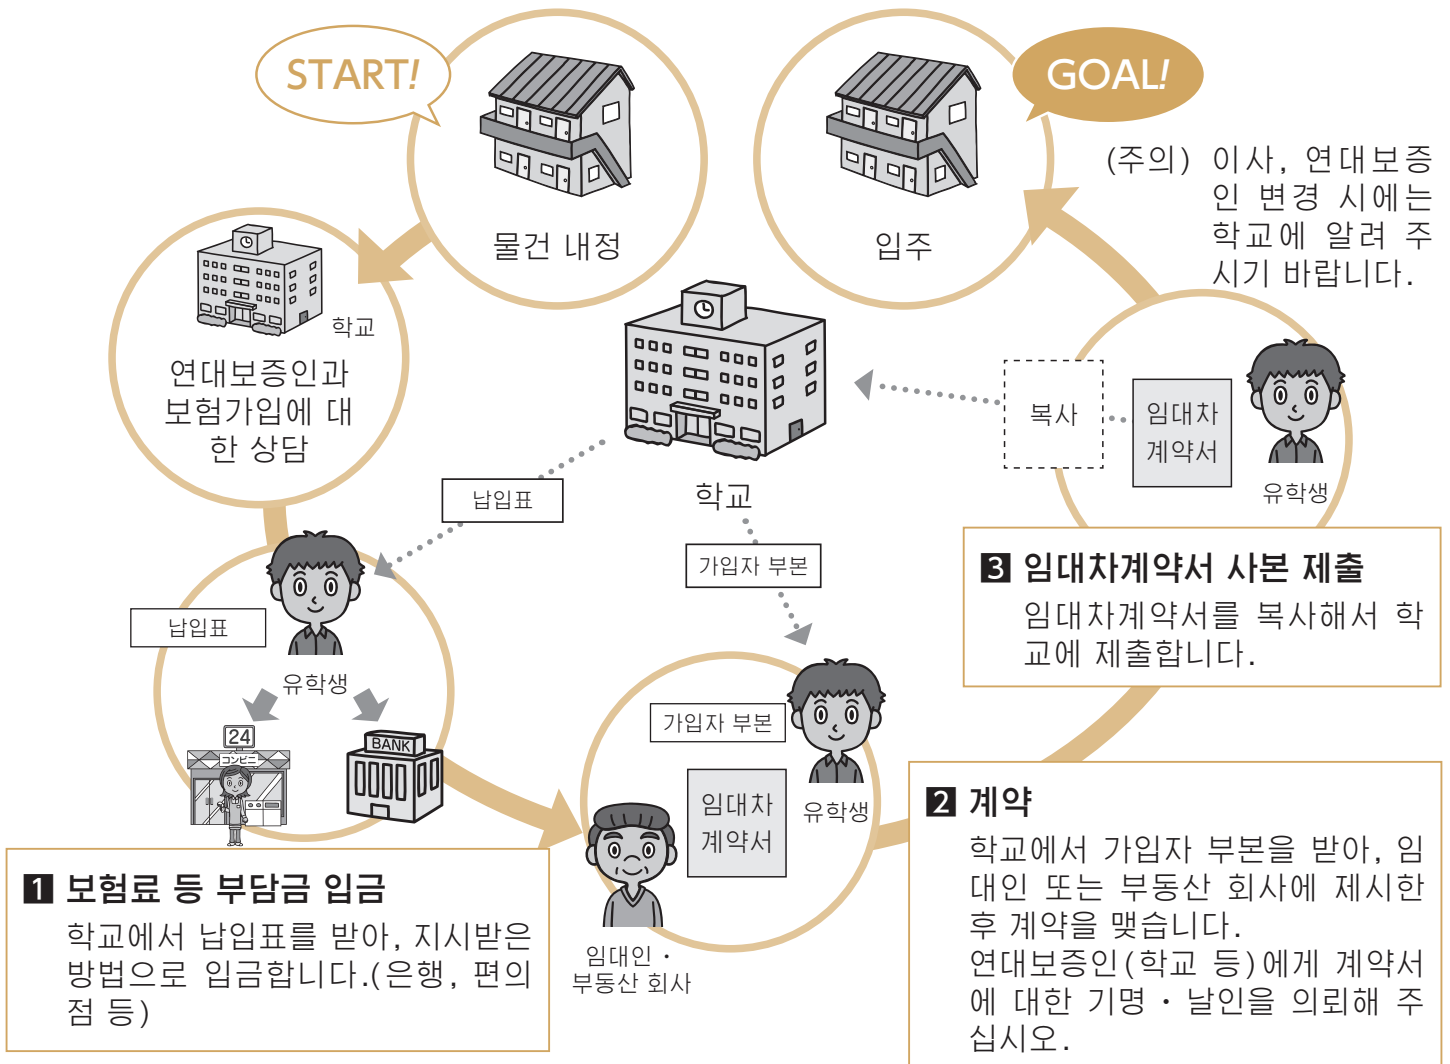 START!
물건 내정
GOAL!
입주
(주의) 이사, 연대보증
인 변경 시에는
학교에 알려 주
시기 바랍니다.
학교
연대보증인과
보험가입에 대
한 상담
학교
납입표
가입자 부본
복사
임대차
계약서
유학생
3 임대차계약서 사본 제출
임대차계약서를 복사해서 학
교에 제출합니다.
납입표
유학생
24
コンビニ
BANK
1 보험료 등 부담금 입금
학교에서 납입표를 받아, 지시받은
방법으로 입금합니다.(은행, 편의
점 등)
가입자 부본
임대차
계약서
유학생
임대인・
부동산 회사
2 계약
학교에서 가입자 부본을 받아, 임
대인 또는 부동산 회사에 제시한
후 계약을 맺습니다.
연대보증인(학교 등)에게 계약서
에 대한 기명・날인을 의뢰해 주
십시오.